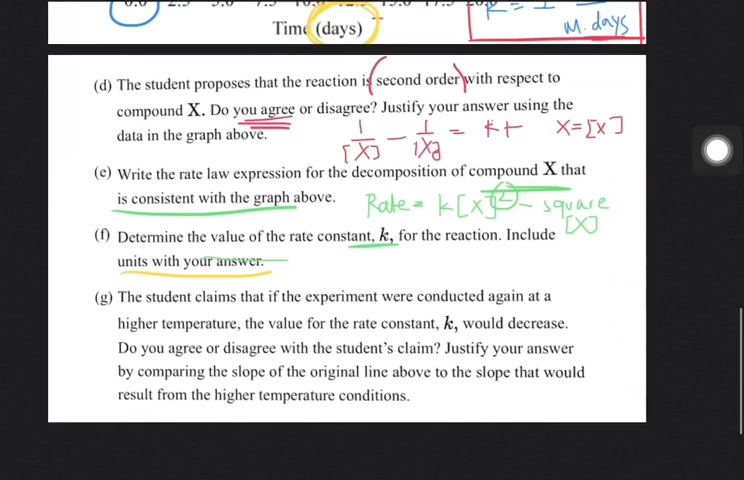 Time (days)
M. days
(d) The student proposes that the reaction is (second order) with respect to
compound X. Do you agree or disagree? Justify your answer using the
data in the graph above.
1/[X] - 1/[X]0 = kt X=[X]
(e) Write the rate law expression for the decomposition of compound X that
is consistent with the graph above.
Rate = k[X]2 - square
[X]
(f) Determine the value of the rate constant, k, for the reaction. Include
units with your answer.
(g) The student claims that if the experiment were conducted again at a
higher temperature, the value for the rate constant, k, would decrease.
Do you agree or disagree with the student's claim? Justify your answer
by comparing the slope of the original line above to the slope that would
result from the higher temperature conditions.